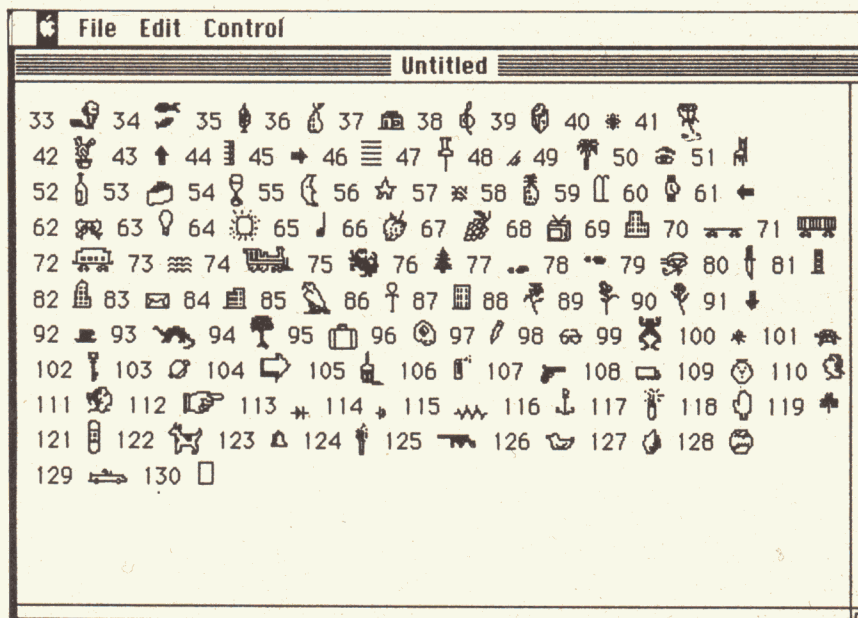 File Edit Control
Untitled
33 34 35 36 37 38 39 40 41
42 43 44 45 46 47 48 49 50 51
52 53 54 55 56 57 58 59 60 61
62 63 64 65 66 67 68 69 70 71
72 73 74 75 76 77 78 79 80 81
82 83 84 85 86 87 88 89 90 91
92 93 94 95 96 97 98 99 100 101
102 103 104 105 106 107 108 109 110
111 112 113 114 115 116 117 118 119
121 122 123 124 125 126 127 128
129 130